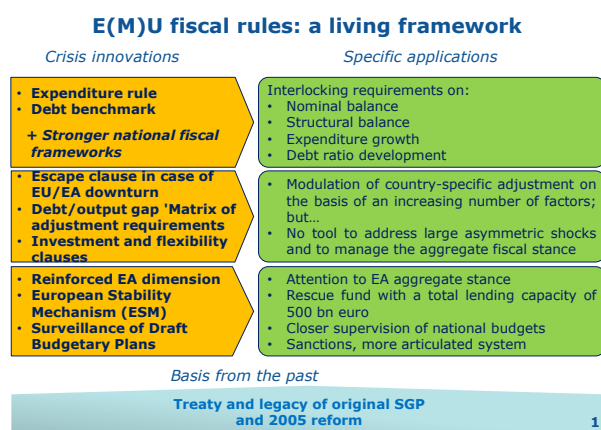 E(M)U fiscal rules: a living framework
Crisis innovations
Specific applications
• Expenditure rule
• Debt benchmark
+ Stronger national fiscal
frameworks
Interlocking requirements on:
• Nominal balance
• Structural balance
• Expenditure growth
• Debt ratio development
• Escape clause in case of
EU/EA downturn
• Debt/output gap 'Matrix of
adjustment requirements
• Investment and flexibility
clauses
• Modulation of country-specific adjustment on
the basis of an increasing number of factors;
but…
• No tool to address large asymmetric shocks
and to manage the aggregate fiscal stance
• Reinforced EA dimension
• European Stability
Mechanism (ESM)
• Surveillance of Draft
Budgetary Plans
• Attention to EA aggregate stance
• Rescue fund with a total lending capacity of
500 bn euro
• Closer supervision of national budgets
• Sanctions, more articulated system
Basis from the past
Treaty and legacy of original SGP
and 2005 reform
1